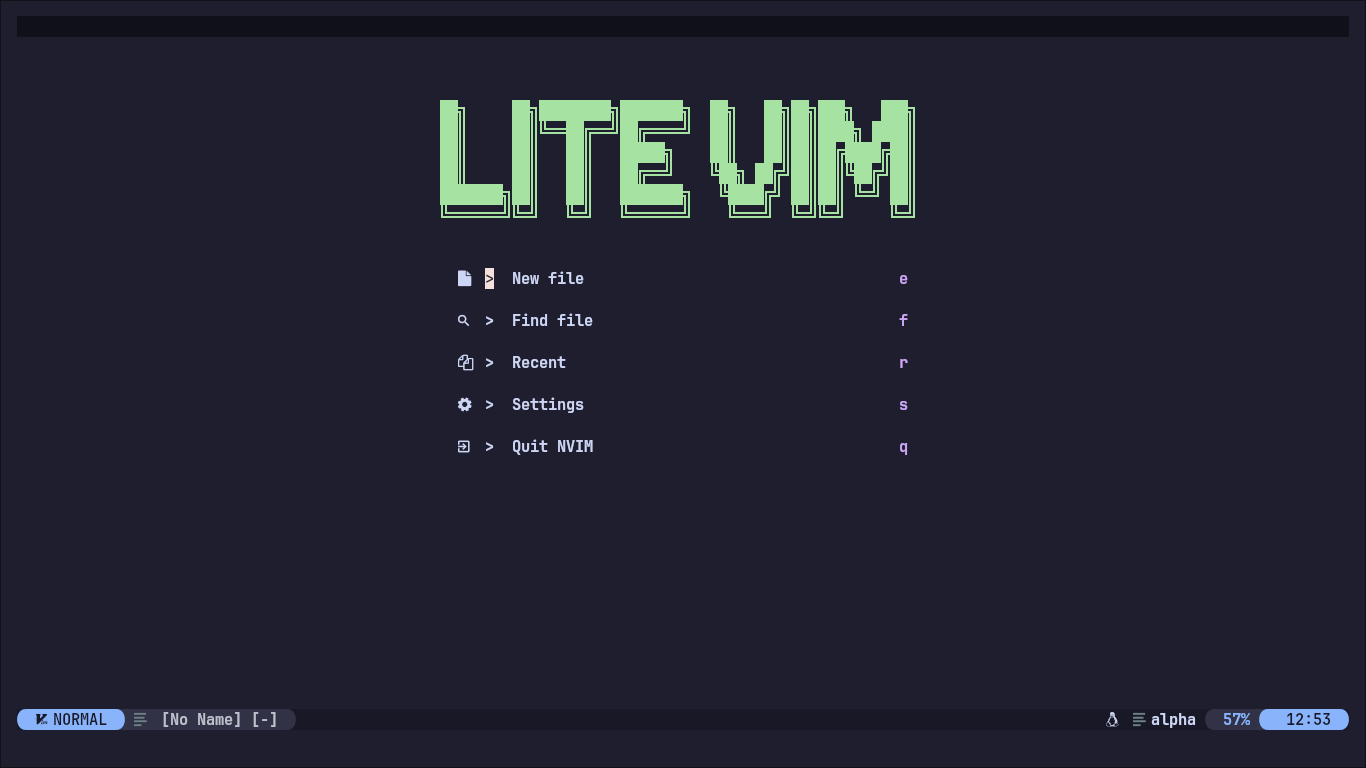 LITE VIM
> New file e
> Find file f
> Recent r
> Settings s
> Quit NVIM q
NORMAL [No Name] [-] alpha 57% 12:53